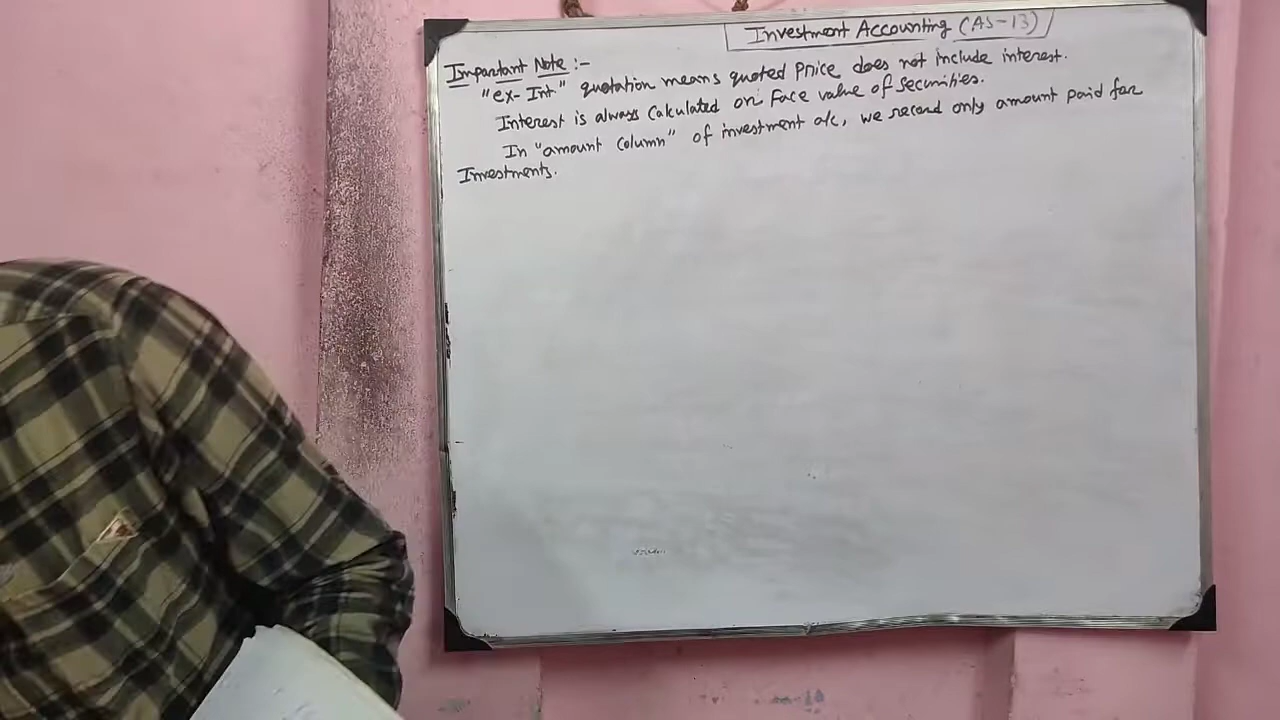 Investment Accounting (AS-13)
Important Note :-
"ex-Int" quotation means quoted Price does not include interest.
Interest is always Calculated on Face value of Securities.
In "amount Column" of investment a/c, we record only amount paid for
Investments.